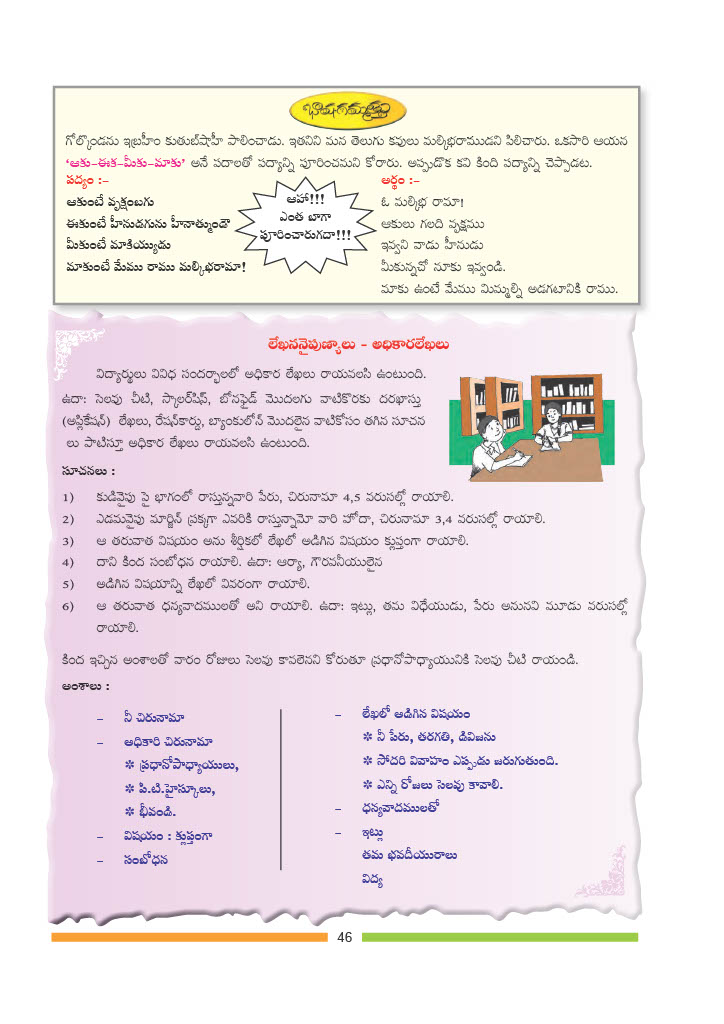 భాషాగమ్మత్తు
గోల్కొండను ఇబ్రహీం కుతుబ్‌షాహీ పాలించాడు. ఇతనిని మన తెలుగు కవులు మల్కిభరాముడని పిలిచారు. ఒకసారి ఆయన
‘ఆకు-ఈక-మీకు-మాకు’ అనే పదాలతో పద్యాన్ని పూరించమని కోరారు. అప్పుడొక కవి కింది పద్యాన్ని చెప్పాడట.
పద్యం :-
ఆకుంటే వృక్షంబగు
ఈకుంటే హీనుడగును హీనాత్ముండౌ
మీకుంటే మాకియ్యుడు
మాకుంటే మేము రాము మల్కిభరామా!
ఆహా!!!
ఎంత బాగా
పూరించారుగదా!!!
అర్థం :-
ఓ మల్కిభ రామా!
ఆకులు గలది వృక్షము
ఇవ్వని వాడు హీనుడు
మీకున్నచో నూకు ఇవ్వండి.
మాకు ఉంటే మేము మిమ్మల్ని అడగటానికి రాము.
లేఖననైపుణ్యాలు - అధికారలేఖలు
విద్యార్థులు వివిధ సందర్భాలలో అధికార లేఖలు రాయవలసి ఉంటుంది.
ఉదా: సెలవు చీటి, స్కాలర్‌షిప్, బోనఫైడ్ మొదలగు వాటికొరకు దరఖాస్తు
(అప్లికేషన్) లేఖలు, రేషన్‌కార్డు, బ్యాంకులోన్ మొదలైన వాటికోసం తగిన సూచన
లు పాటిస్తూ అధికార లేఖలు రాయవలసి ఉంటుంది.
సూచనలు :
1) కుడివైపు పై భాగంలో రాస్తున్నవారి పేరు, చిరునామా 4,5 వరుసల్లో రాయాలి.
2) ఎడమవైపు మార్జిన్ ప్రక్కగా ఎవరికి రాస్తున్నామో వారి హోదా, చిరునామా 3,4 వరుసల్లో రాయాలి.
3) ఆ తరువాత విషయం అను శీర్షికలో లేఖలో అడిగిన విషయం క్లుప్తంగా రాయాలి.
4) దాని కింద సంబోధన రాయాలి. ఉదా: ఆర్యా, గౌరవనీయులైన
5) అడిగిన విషయాన్ని లేఖలో వివరంగా రాయాలి.
6) ఆ తరువాత ధన్యవాదములతో అని రాయాలి. ఉదా: ఇట్లు, తమ విధేయుడు, పేరు అనునవి మూడు వరుసల్లో
రాయాలి.
కింద ఇచ్చిన అంశాలతో వారం రోజులు సెలవు కావలెనని కోరుతూ ప్రధానోపాధ్యాయునికి సెలవు చీటి రాయండి.
అంశాలు :
– నీ చిరునామా
– అధికారి చిరునామా
✻ ప్రధానోపాధ్యాయులు,
✻ పి.టి.హైస్కూలు,
✻ భీవండి.
– విషయం : క్లుప్తంగా
– సంబోధన
– లేఖలో అడిగిన విషయం
✻ నీ పేరు, తరగతి, డివిజను
✻ సోదరి వివాహం ఎప్పుడు జరుగుతుంది.
✻ ఎన్ని రోజులు సెలవు కావాలి.
– ధన్యవాదములతో
– ఇట్లు
తమ భవదీయురాలు
విద్య
46